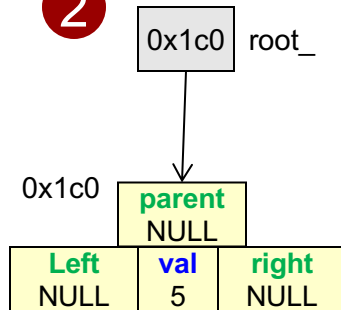 2
0x1c0 root_
0x1c0
parent
NULL
Left val right
NULL 5 NULL